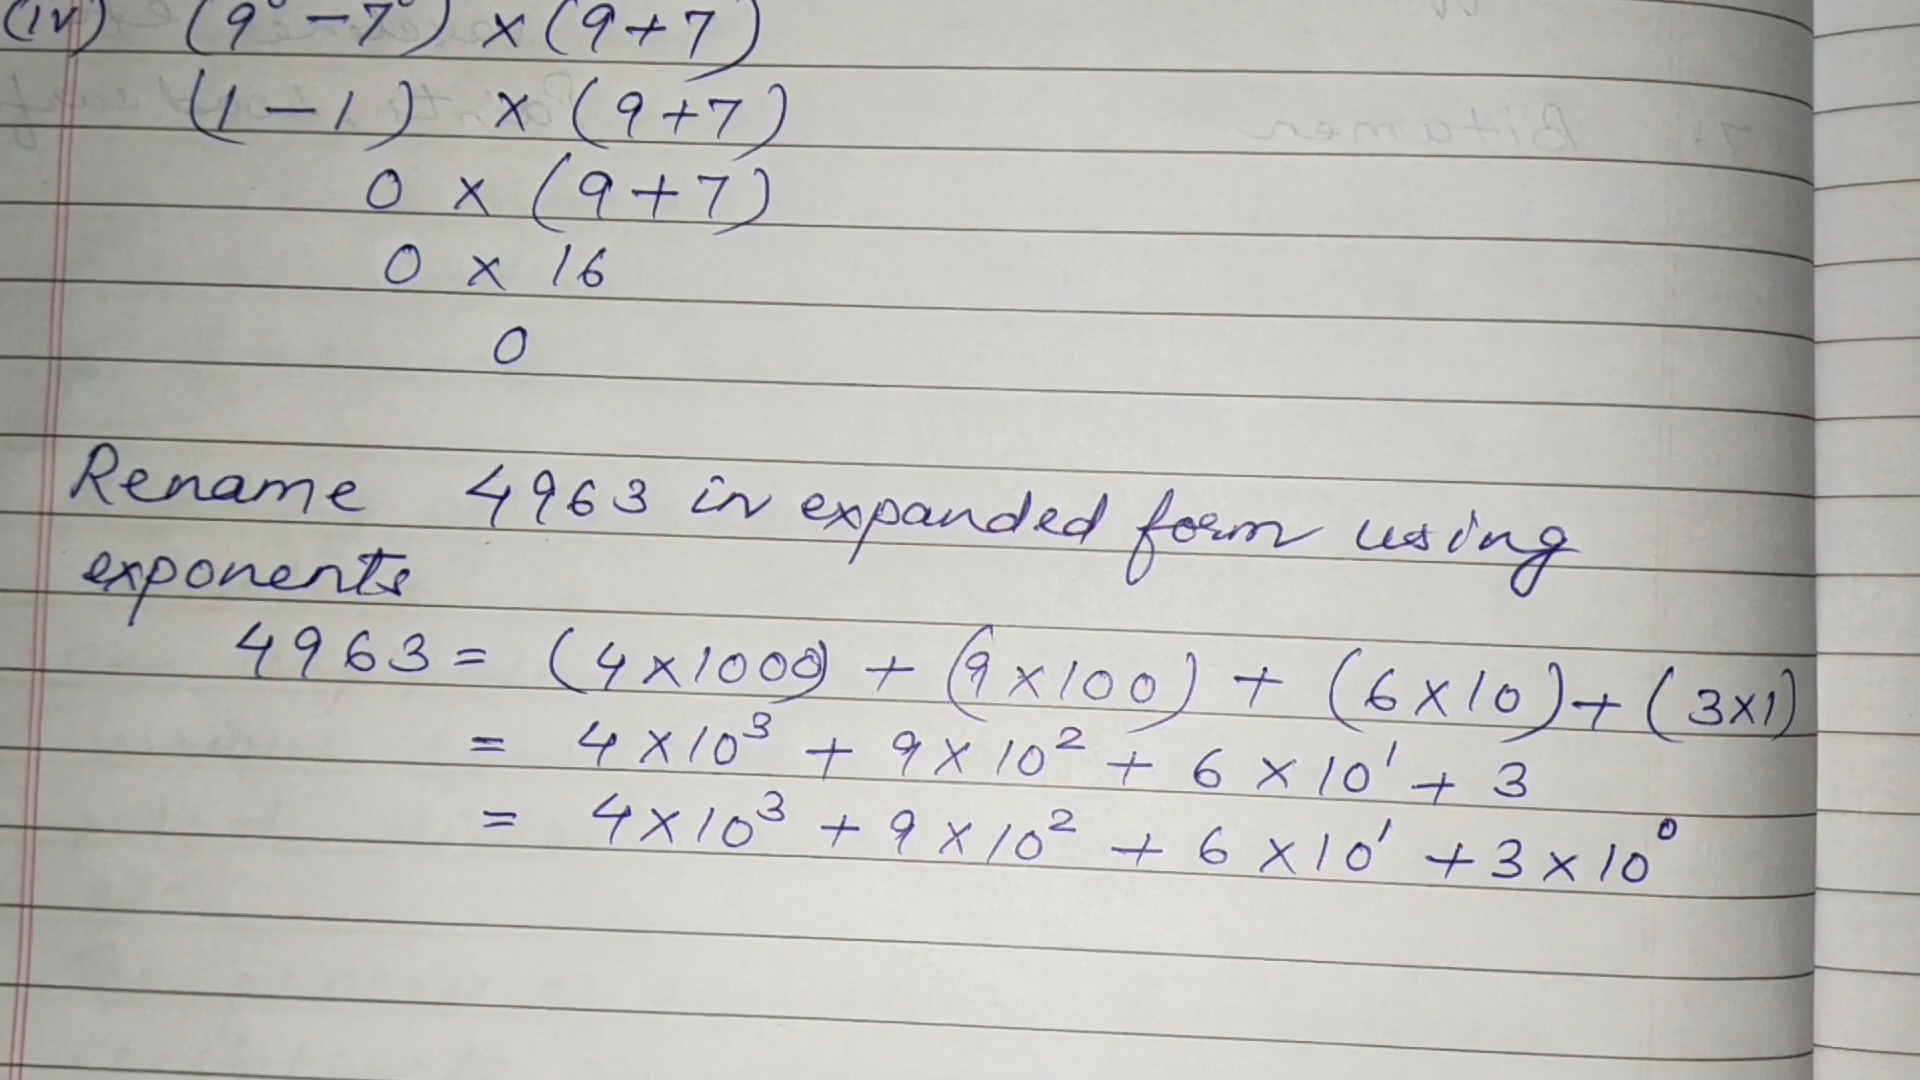 (iv) (9⁰ - 7⁰) × (9+7)
(1 - 1) × (9+7)
0 × (9+7)
0 × 16
0
Rename 4963 in expanded form using
exponents
4963 = (4×1000) + (9×100) + (6×10) + (3×1)
= 4×10³ + 9×10² + 6×10¹ + 3
= 4×10³ + 9×10² + 6×10¹ + 3×10⁰